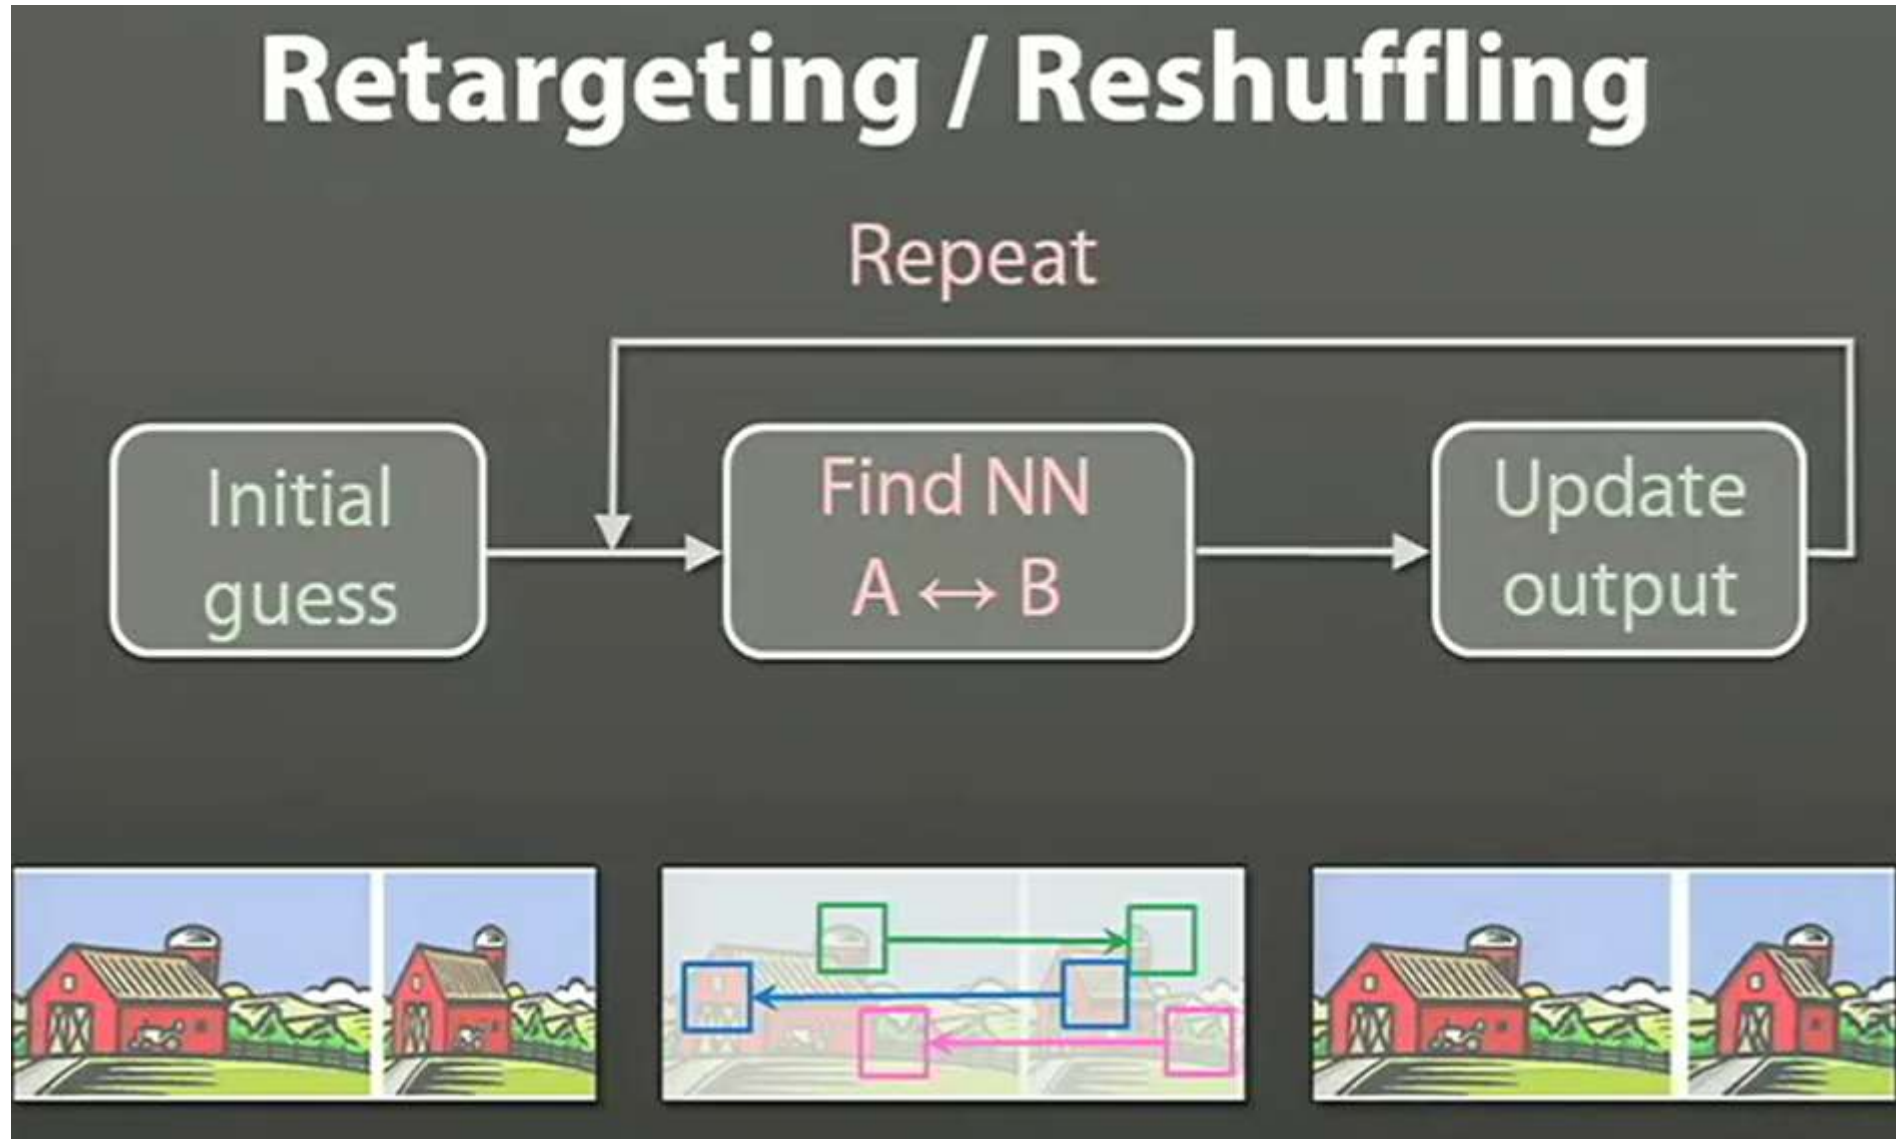 Retargeting / Reshuffling
Repeat
Initial
guess
Find NN
A ↔ B
Update
output